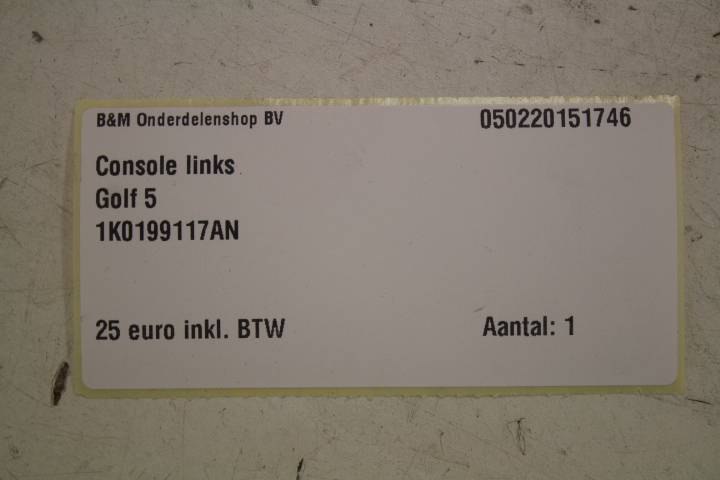 B&M Onderdelenshop BV 050220151746
Console links
Golf 5
1K0199117AN
25 euro inkl. BTW Aantal: 1